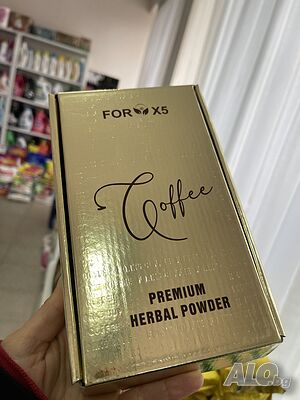 FOR X5
Coffee
PREMIUM
HERBAL POWDER
ALO.bg